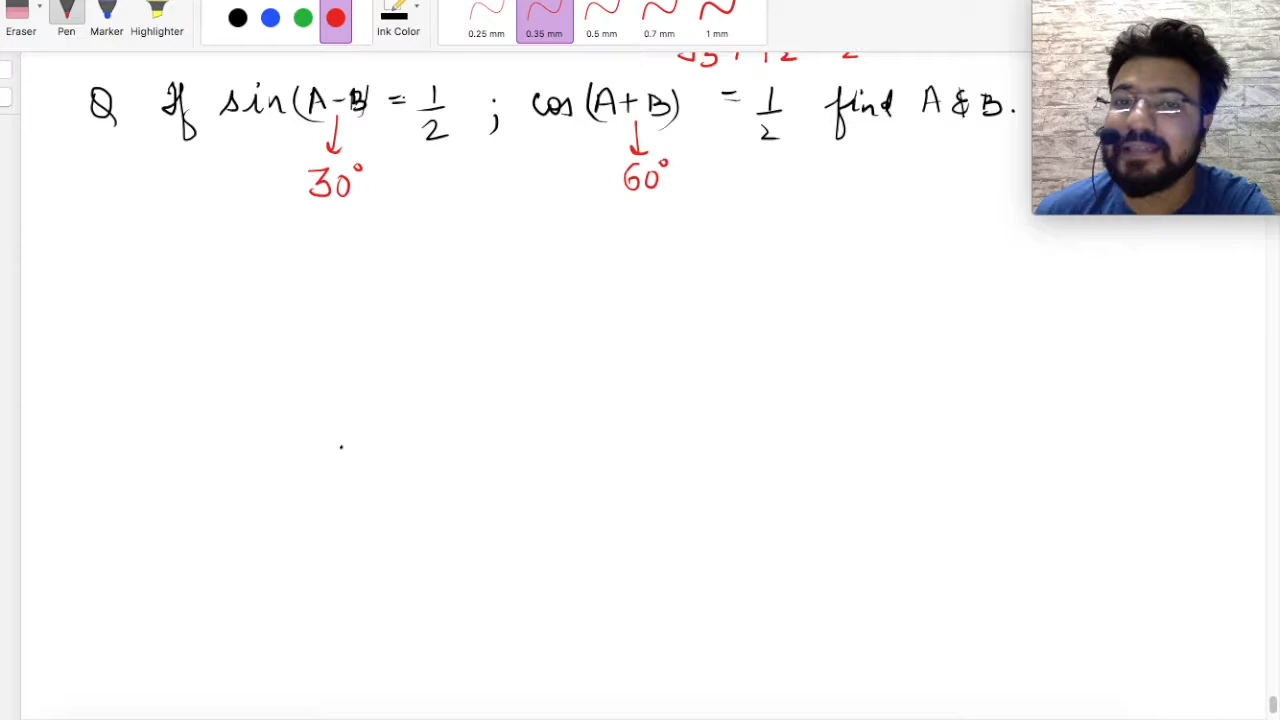 Eraser Pen Marker Highlighter Ink Color 0.25 mm 0.35 mm 0.5 mm 0.7 mm 1 mm
Q If sin(A-B) = 1/2 ; cos(A+B) = 1/2 find A & B.
30° 60°